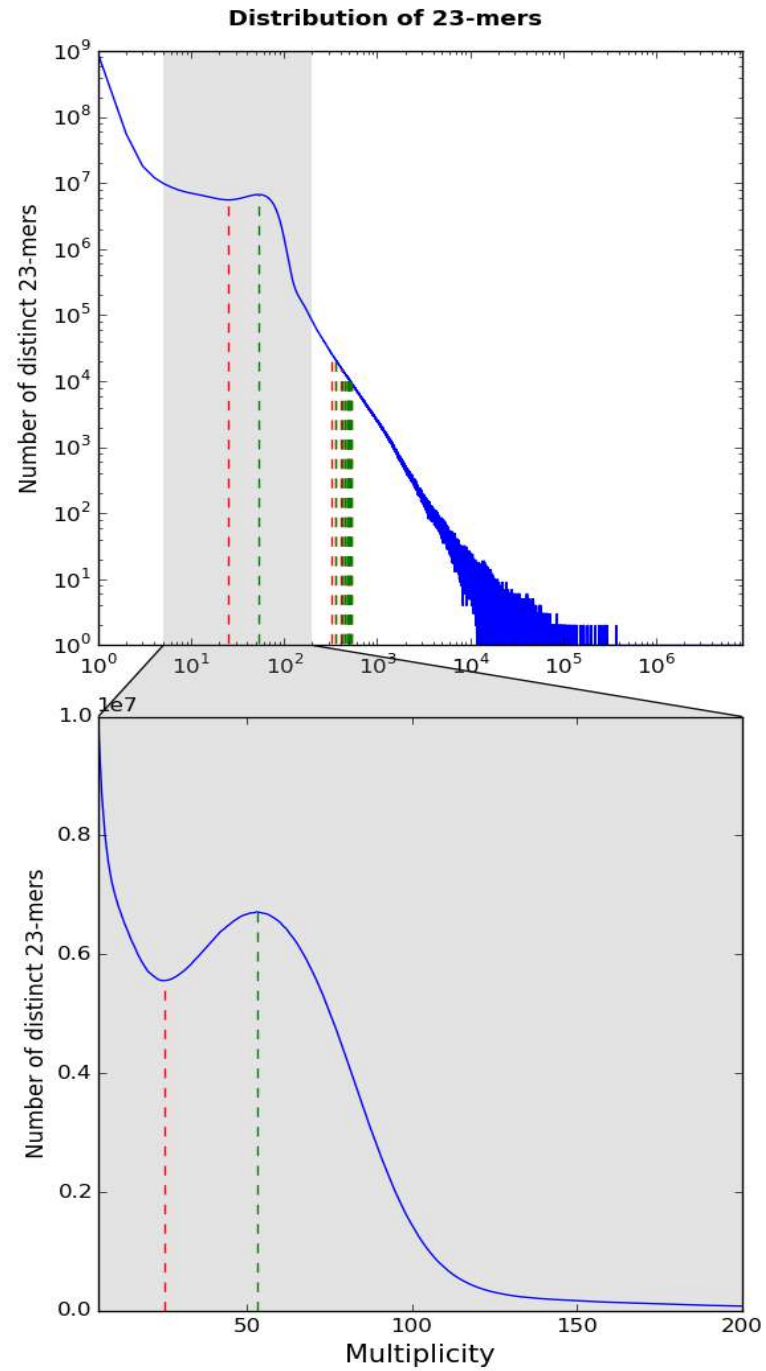 Distribution of 23-mers
Number of distinct 23-mers
10^9
10^8
10^7
10^6
10^5
10^4
10^3
10^2
10^1
10^0
10^0 10^1 10^2 10^3 10^4 10^5 10^6
1e7
Number of distinct 23-mers
1.0
0.8
0.6
0.4
0.2
0.0
50 100 150 200
Multiplicity